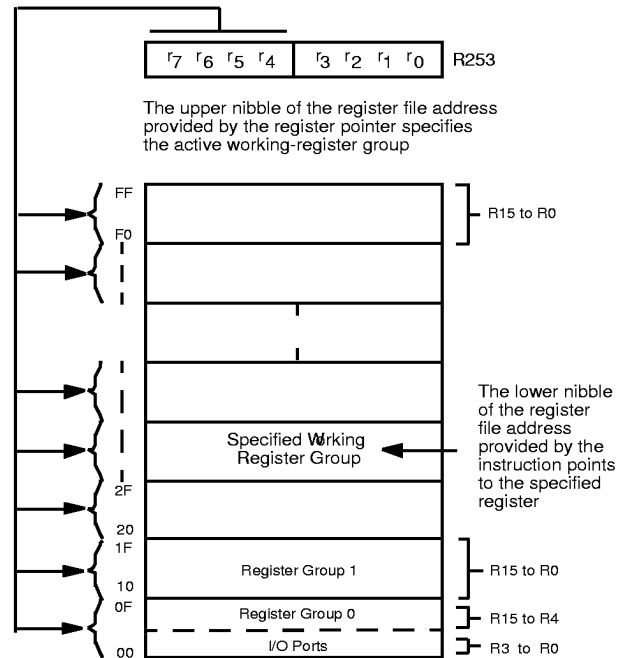 r7 r6 r5 r4 r3 r2 r1 r0 R253
The upper nibble of the register file address
provided by the register pointer specifies
the active working-register group
FF
R15 to R0
F0
The lower nibble
of the register
file address
provided by the
instruction points
to the specified
register
Specified Working
Register Group
2F
20
1F
Register Group 1
R15 to R0
10
0F
Register Group 0
R15 to R4
00
I/O Ports
R3 to R0